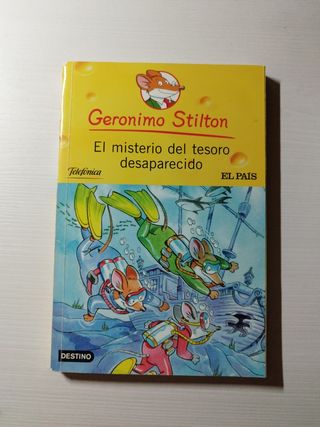 Geronimo Stilton
El misterio del tesoro
desaparecido
Telefónica
EL PAÍS
DESTINO